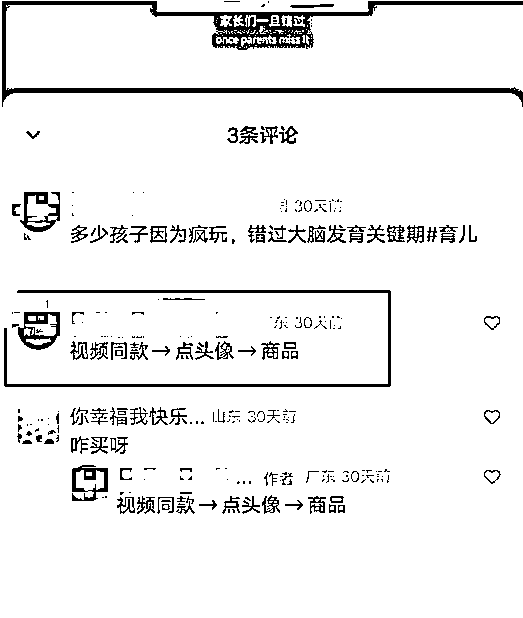 家长们一旦错过
once parents miss it
3条评论
30天前
多少孩子因为疯玩，错过大脑发育关键期#育儿
东 30天前
视频同款→点头像→商品
你幸福我快乐... 山东 30天前
咋买呀
... 作者 广东 30天前
视频同款→点头像→商品